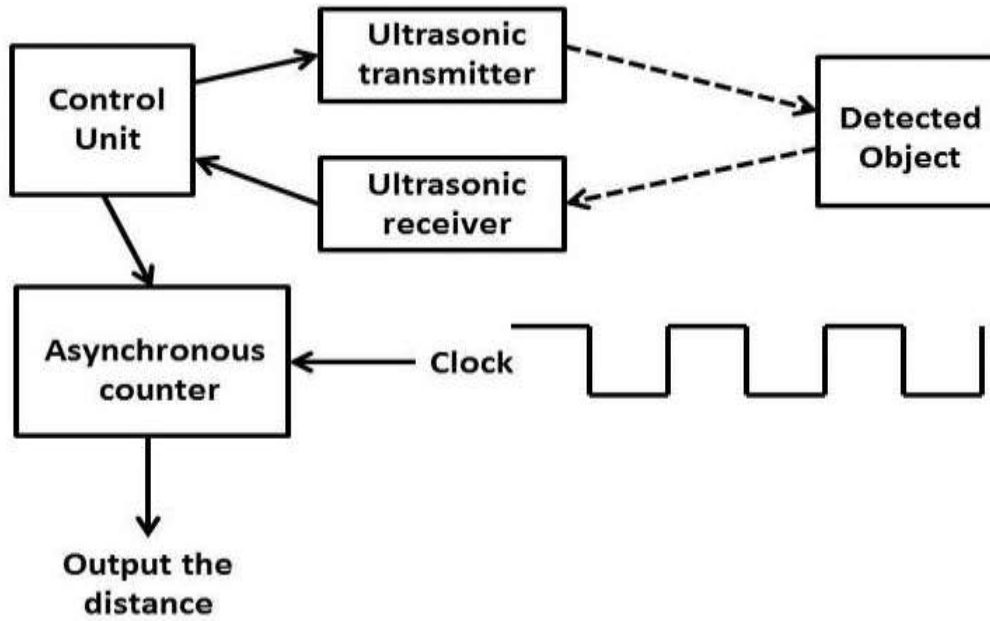 Ultrasonic
transmitter
Control
Unit
Detected
Object
Ultrasonic
receiver
Asynchronous
counter
Clock
Output the
distance